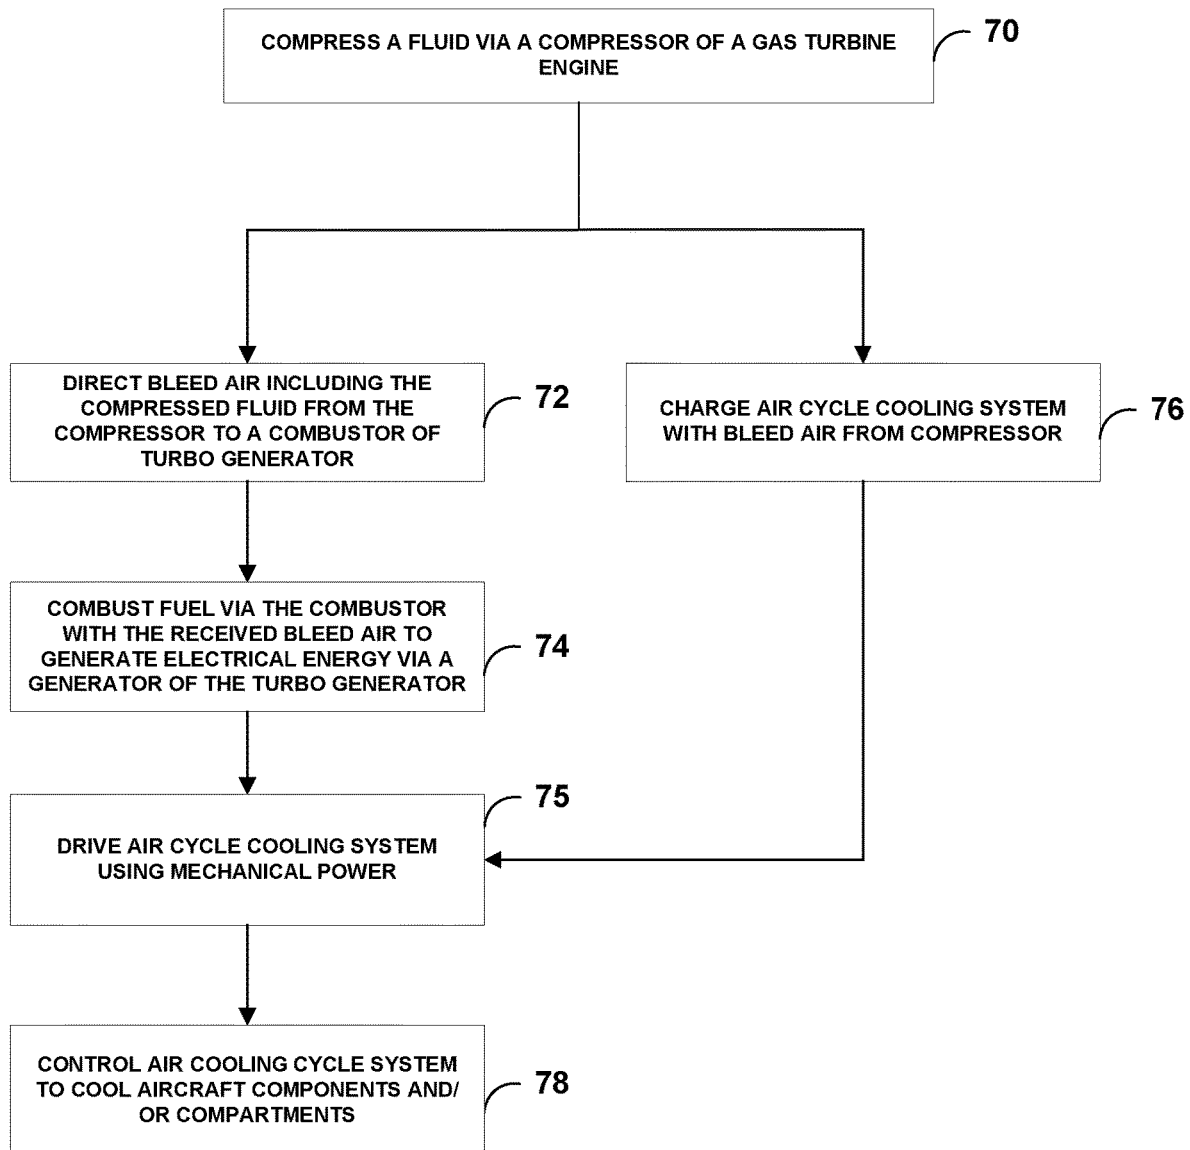 COMPRESS A FLUID VIA A COMPRESSOR OF A GAS TURBINE
ENGINE
70
DIRECT BLEED AIR INCLUDING THE
COMPRESSED FLUID FROM THE
COMPRESSOR TO A COMBUSTOR OF
TURBO GENERATOR
72
CHARGE AIR CYCLE COOLING SYSTEM
WITH BLEED AIR FROM COMPRESSOR
76
COMBUST FUEL VIA THE COMBUSTOR
WITH THE RECEIVED BLEED AIR TO
GENERATE ELECTRICAL ENERGY VIA A
GENERATOR OF THE TURBO GENERATOR
74
DRIVE AIR CYCLE COOLING SYSTEM
USING MECHANICAL POWER
75
CONTROL AIR COOLING CYCLE SYSTEM
TO COOL AIRCRAFT COMPONENTS AND/
OR COMPARTMENTS
78